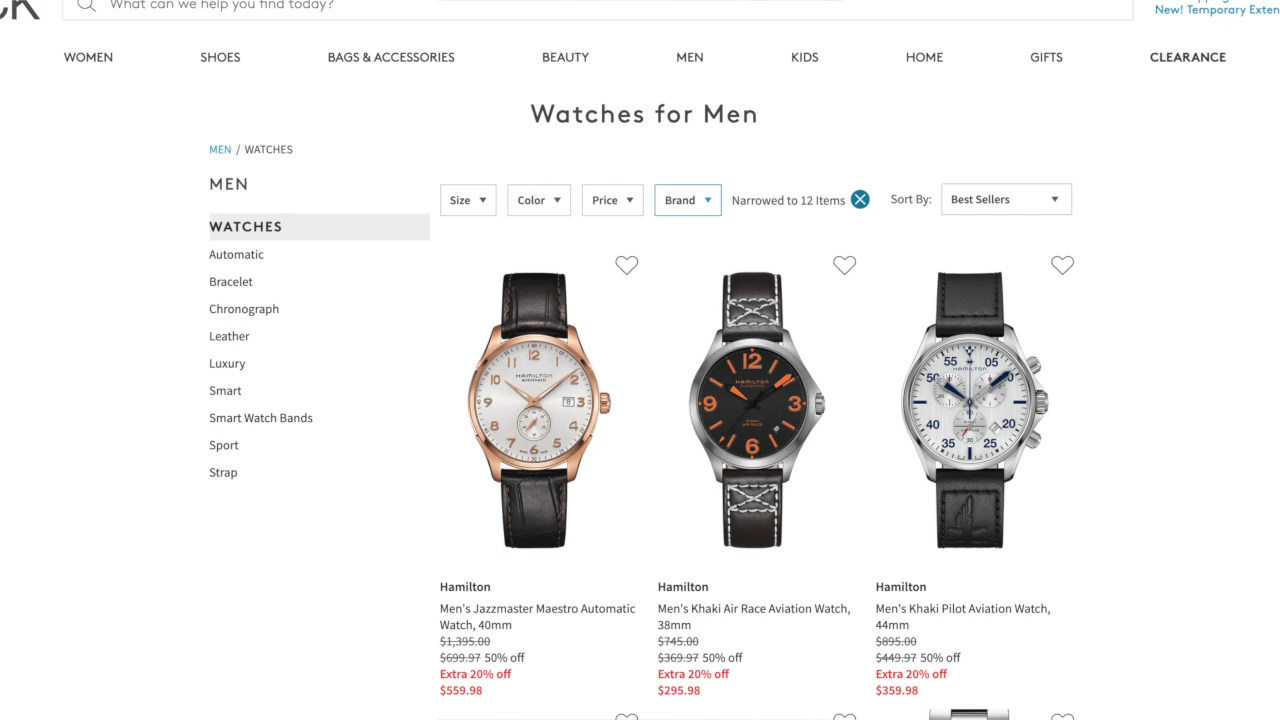 What can we help you find today?
New! Temporary Exten
WOMEN
SHOES
BAGS & ACCESSORIES
BEAUTY
MEN
KIDS
HOME
GIFTS
CLEARANCE
Watches for Men
MEN / WATCHES
MEN
WATCHES
Automatic
Bracelet
Chronograph
Leather
Luxury
Smart
Smart Watch Bands
Sport
Strap
Size
Color
Price
Brand
Narrowed to 12 Items
Sort By:
Best Sellers
HAMILTON
automatic
HAMILTON
HAMILTON
Hamilton
Men's Jazzmaster Maestro Automatic
Watch, 40mm
$1,395.00
$699.97 50% off
Extra 20% off
$559.98
Hamilton
Men's Khaki Air Race Aviation Watch,
38mm
$745.00
$369.97 50% off
Extra 20% off
$295.98
Hamilton
Men's Khaki Pilot Aviation Watch,
44mm
$895.00
$449.97 50% off
Extra 20% off
$359.98